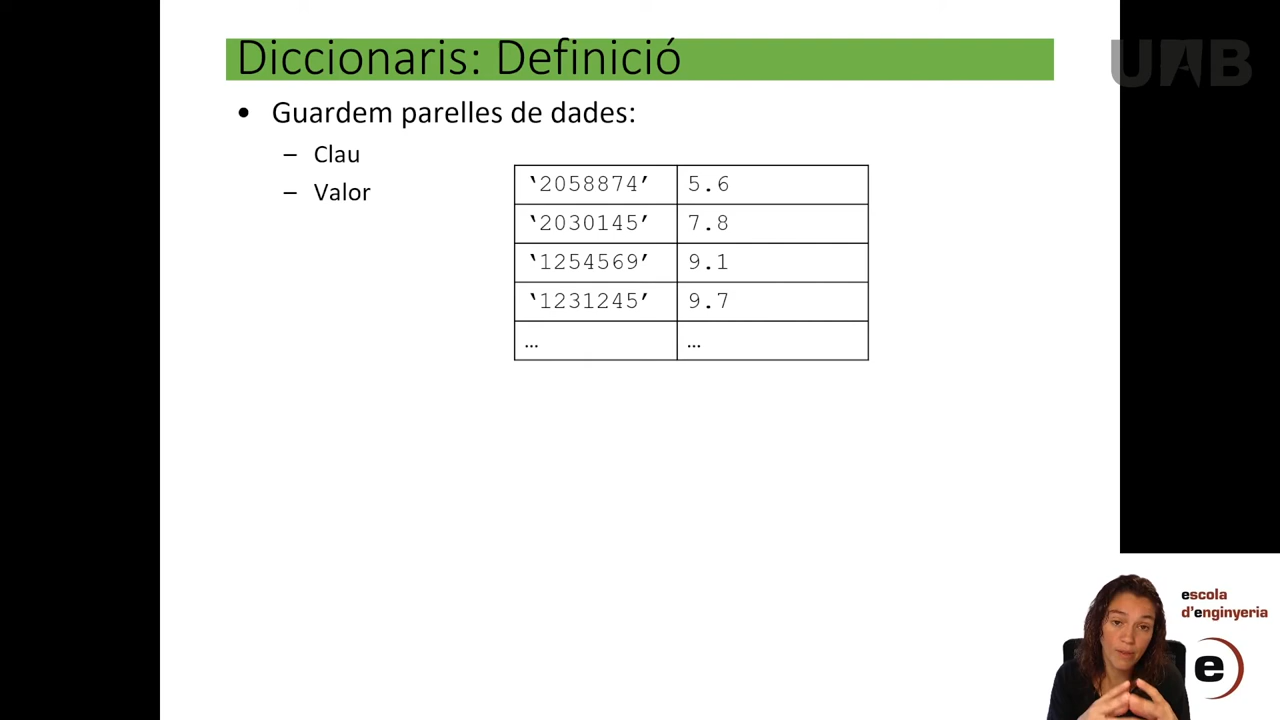 Diccionaris: Definició
UAB
• Guardem parelles de dades:
– Clau
– Valor
‘2058874’ 5.6
‘2030145’ 7.8
‘1254569’ 9.1
‘1231245’ 9.7
… …
escola
d'enginyeria
e